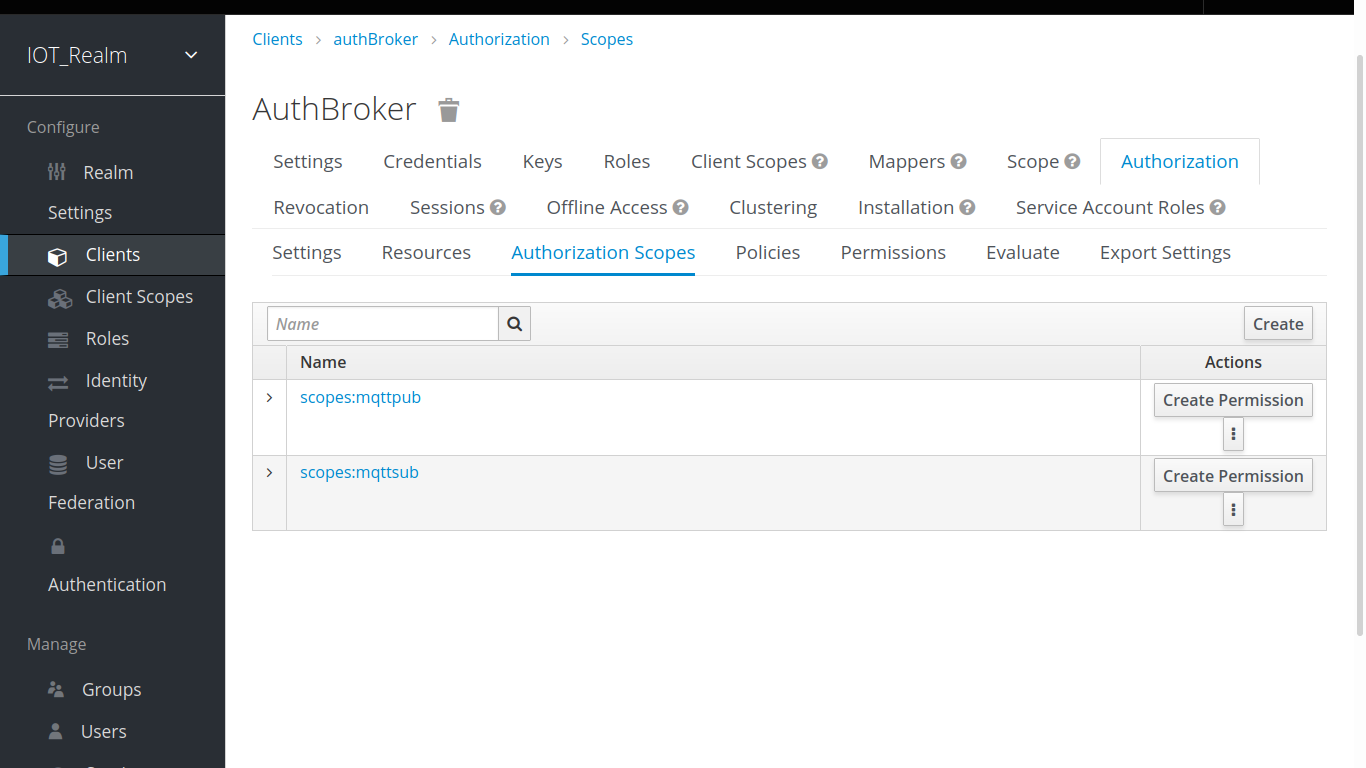 IOT_Realm
Configure
Realm
Settings
Clients
Client Scopes
Roles
Identity
Providers
User
Federation
Authentication
Manage
Groups
Users
Clients > authBroker > Authorization > Scopes
AuthBroker
Settings Credentials Keys Roles Client Scopes Mappers Scope Authorization
Revocation Sessions Offline Access Clustering Installation Service Account Roles
Settings Resources Authorization Scopes Policies Permissions Evaluate Export Settings
Name Create
Name Actions
scopes:mqttpub Create Permission
scopes:mqttsub Create Permission